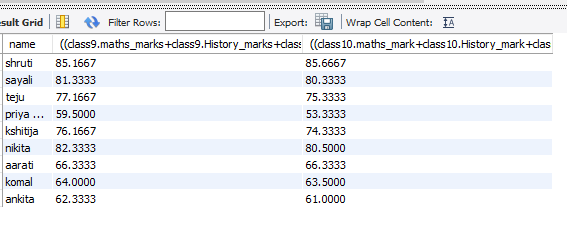 sult Grid Filter Rows: Export: Wrap Cell Content:
name ((class9.maths_marks+class9.History_marks+class ((class10.maths_mark+class10.History_mark+clas
shruti 85.1667 85.6667
sayali 81.3333 80.3333
teju 77.1667 75.3333
priya ... 59.5000 53.3333
kshitija 76.1667 74.3333
nikita 82.3333 80.5000
aarati 66.3333 66.3333
komal 64.0000 63.5000
ankita 62.3333 61.0000